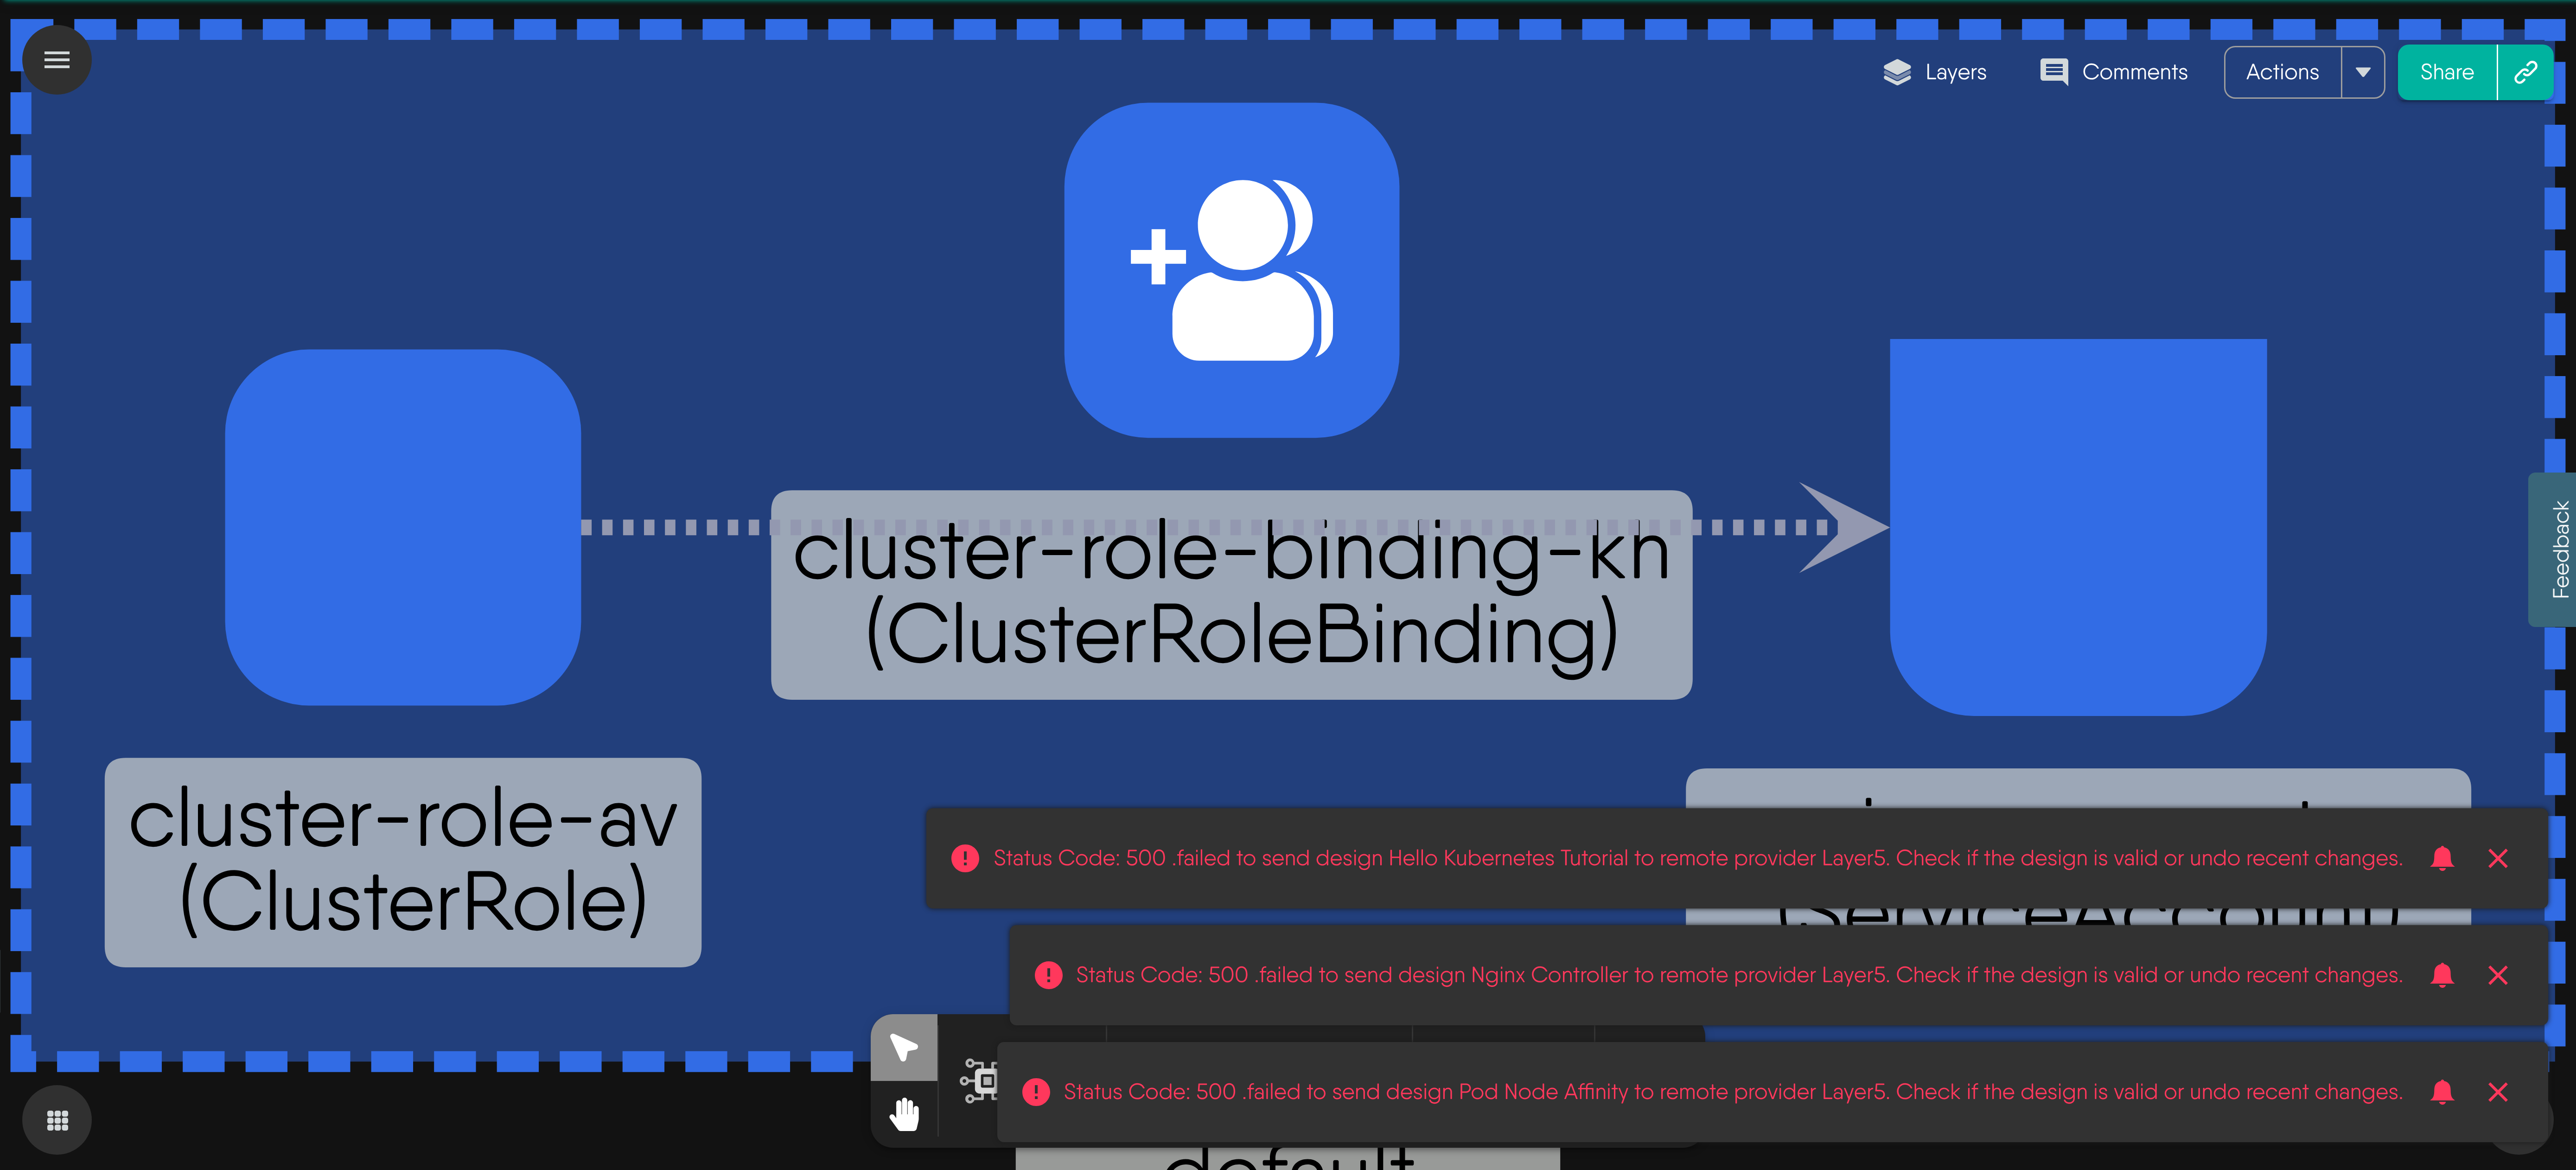 Layers
Comments
Actions
Share
Feedback
cluster-role-binding-kh
(ClusterRoleBinding)
cluster-role-av
(ClusterRole)
Status Code: 500 .failed to send design Hello Kubernetes Tutorial to remote provider Layer5. Check if the design is valid or undo recent changes.
(ServiceAccount)
Status Code: 500 .failed to send design Nginx Controller to remote provider Layer5. Check if the design is valid or undo recent changes.
Status Code: 500 .failed to send design Pod Node Affinity to remote provider Layer5. Check if the design is valid or undo recent changes.
default